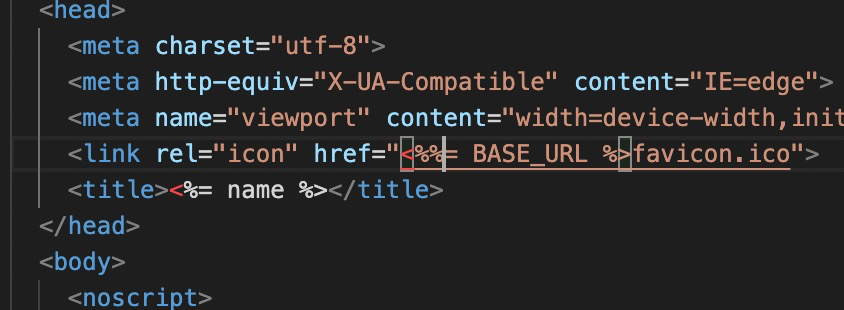 <head>
<meta charset="utf-8">
<meta http-equiv="X-UA-Compatible" content="IE=edge">
<meta name="viewport" content="width=device-width,init
<link rel="icon" href="<%%= BASE_URL %>favicon.ico">
<title><%= name %></title>
</head>
<body>
<noscript>